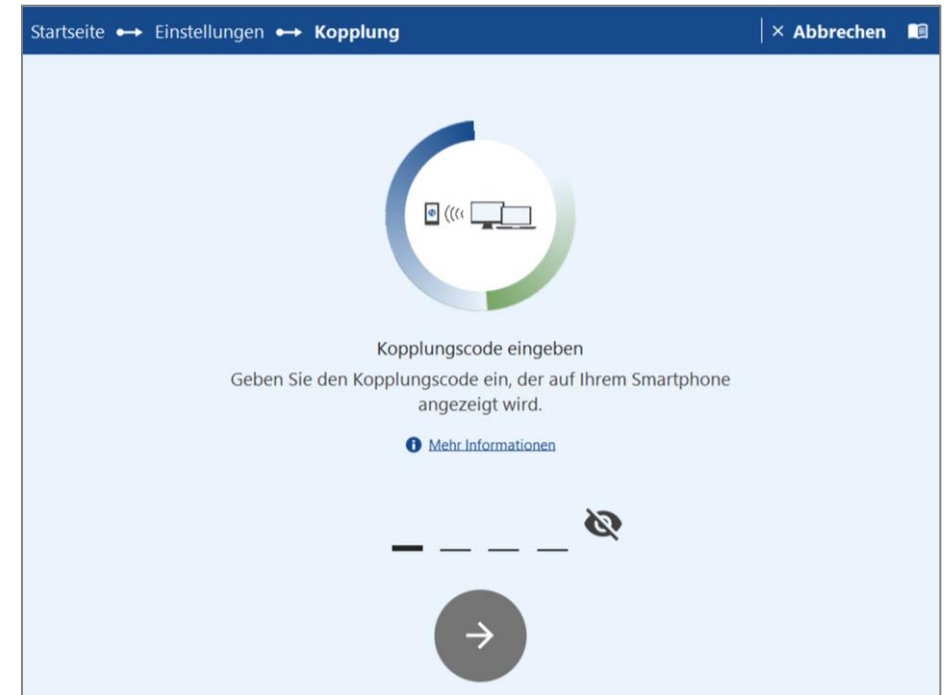 Startseite Einstellungen Kopplung × Abbrechen
Kopplungscode eingeben
Geben Sie den Kopplungscode ein, der auf Ihrem Smartphone
angezeigt wird.
Mehr Informationen